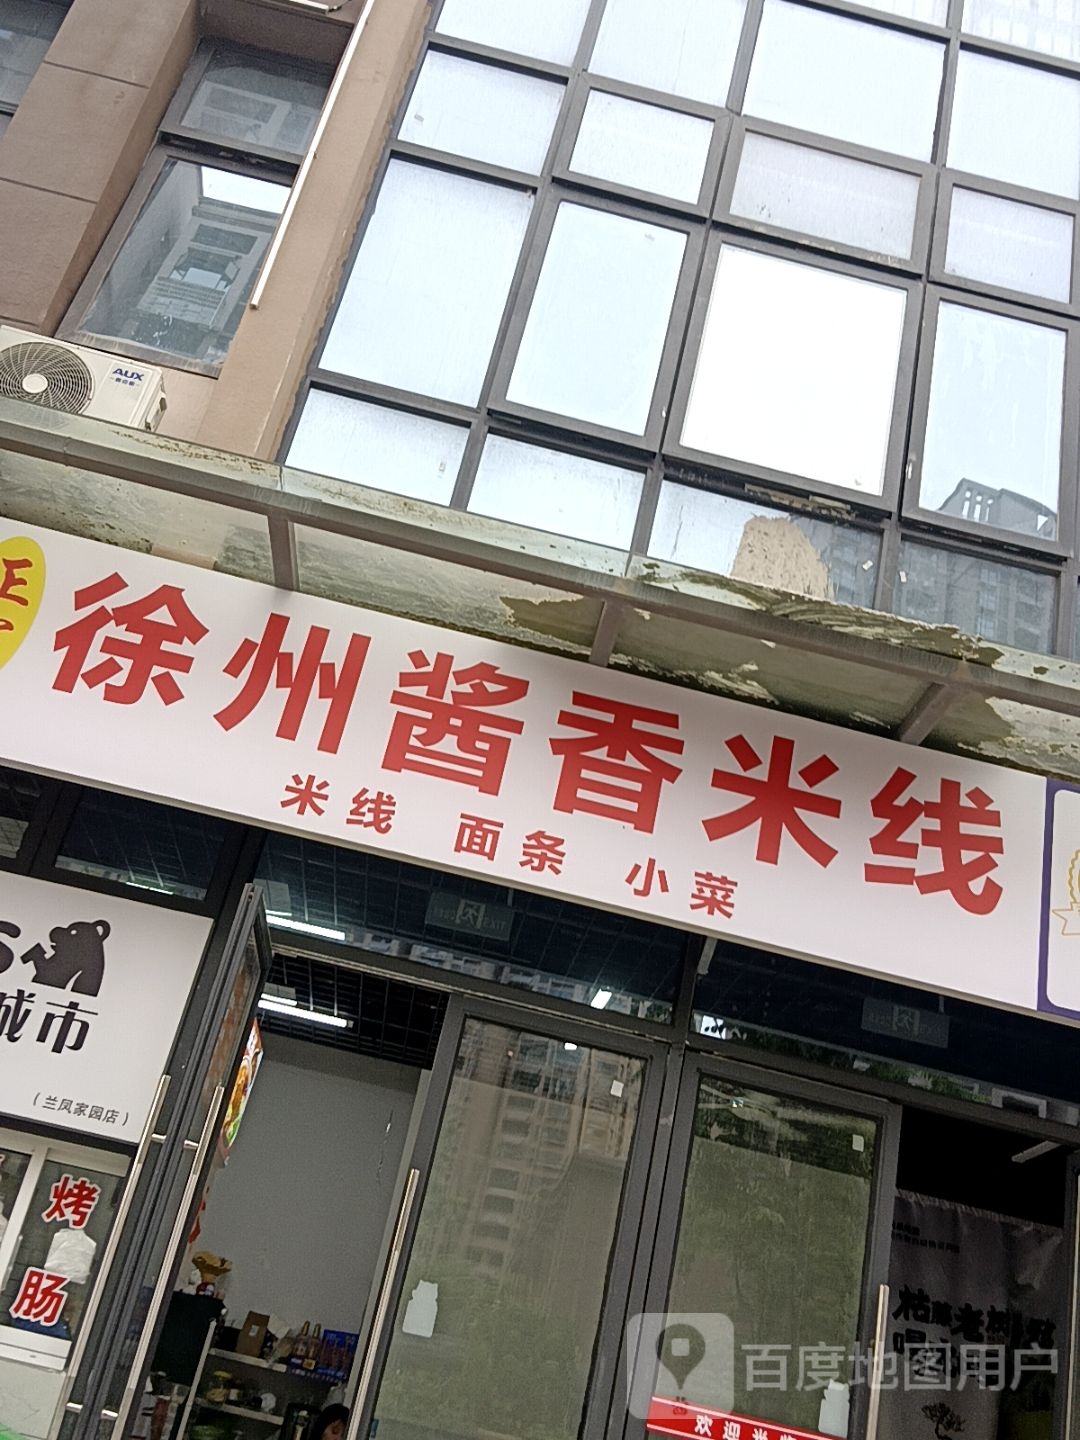 AUX
徐州酱香米线
米线 面条 小菜
城市
(兰凤家园店)
烤
肠
欢迎
百度地图用户